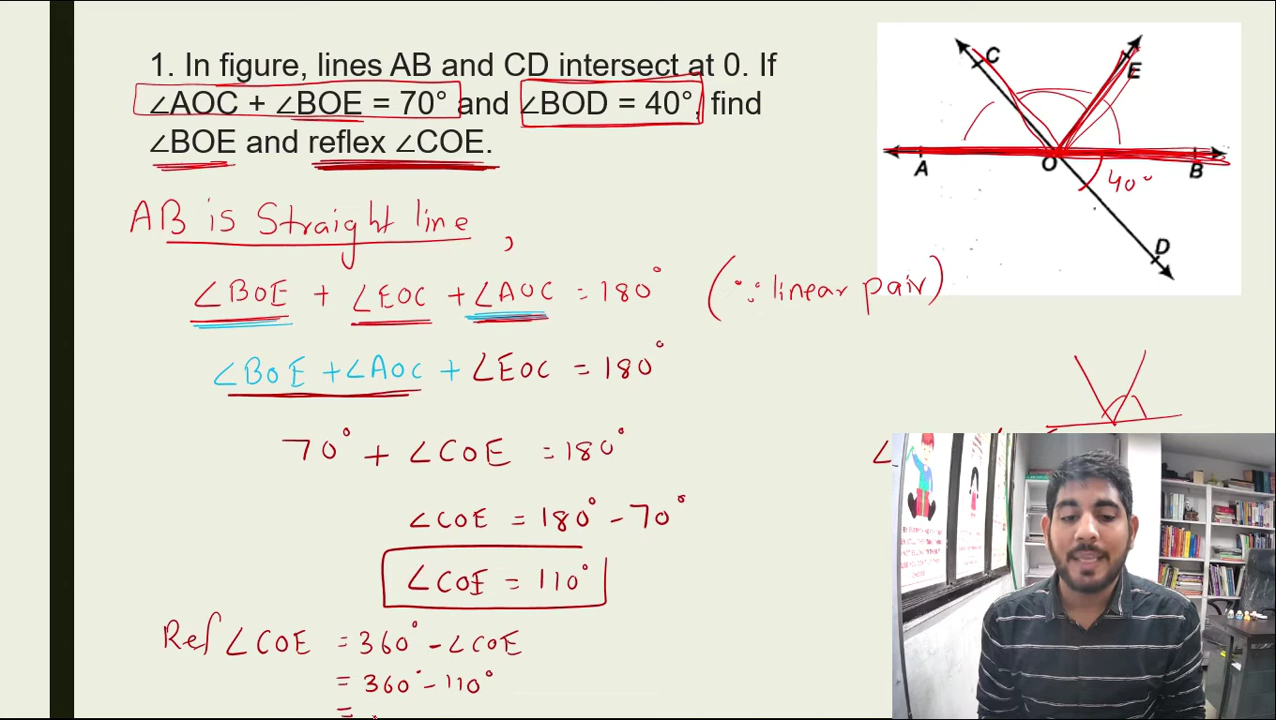 1. In figure, lines AB and CD intersect at 0. If
∠AOC + ∠BOE = 70° and ∠BOD = 40°, find
∠BOE and reflex ∠COE.
C
E
A
O
B
40°
D
AB is Straight line,
∠BOE + ∠EOC + ∠AOC = 180° (∵ linear pair)
∠BOE + ∠AOC + ∠EOC = 180°
70° + ∠COE = 180°
∠COE = 180° - 70°
∠COE = 110°
Ref ∠COE = 360° - ∠COE
= 360° - 110°
=
∠